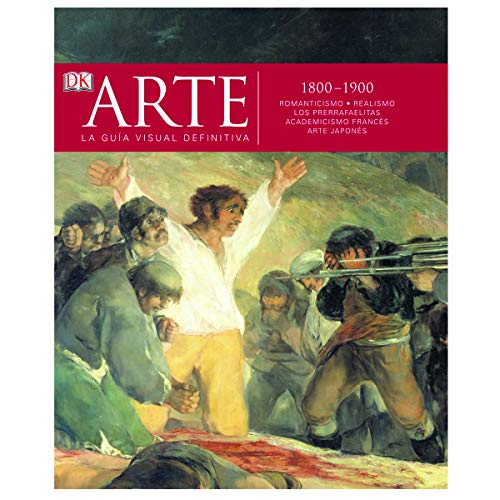 DK
ARTE
LA GUÍA VISUAL DEFINITIVA
1800–1900
ROMANTICISMO • REALISMO
LOS PRERRAFAELITAS
ACADEMICISMO FRANCÉS
ARTE JAPONÉS